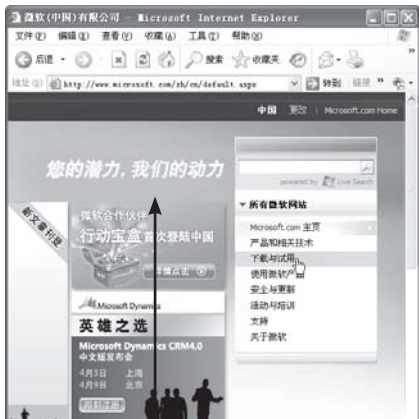 微软(中国)有限公司 - Microsoft Internet Explorer
文件(F) 编辑(E) 查看(V) 收藏(A) 工具(T) 帮助(H)
后退 搜索 收藏夹
地址(D) http://www.microsoft.com/zh/cn/default.aspx 转到 链接 »
中国 更改 | Microsoft.com Home
您的潜力,我们的动力
powered by Live Search
所有微软网站
Microsoft.com 主页
产品和相关技术
下载与试用
使用微软产品
安全与更新
活动与培训
支持
关于微软
微软合作伙伴
行动宝盒 首次登陆中国
详情点击
Microsoft Dynamics
英雄之选
Microsoft Dynamics CRM4.0
中文版发布会
4月3日 上海
4月9日 北京